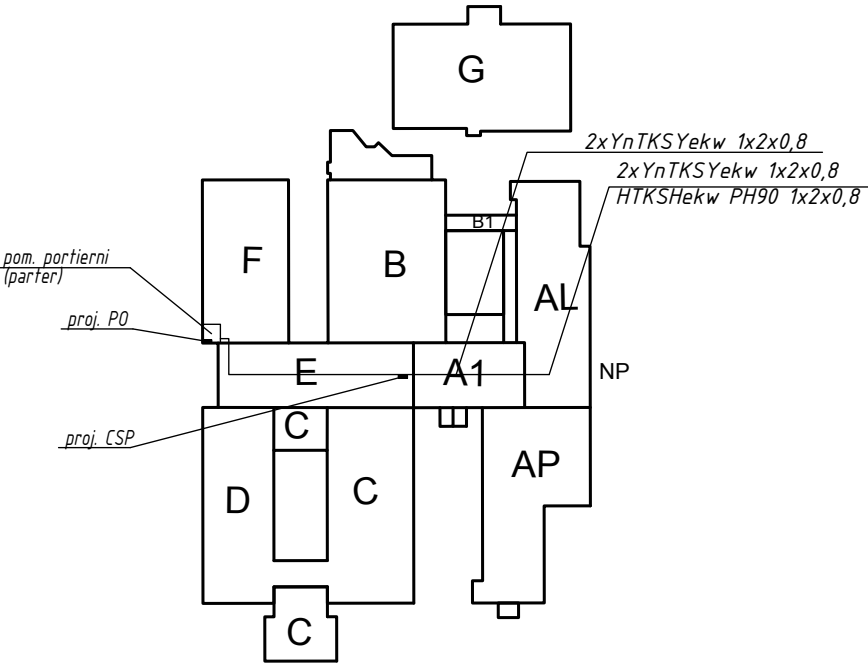 G
2xYnTKSYekw 1x2x0,8
2xYnTKSYekw 1x2x0,8
HTKSHekw PH90 1x2x0,8
B1
pom. portierni
(parter)
F
B
AL
proj. PO
E
A1
NP
C
proj. CSP
D
C
AP
C